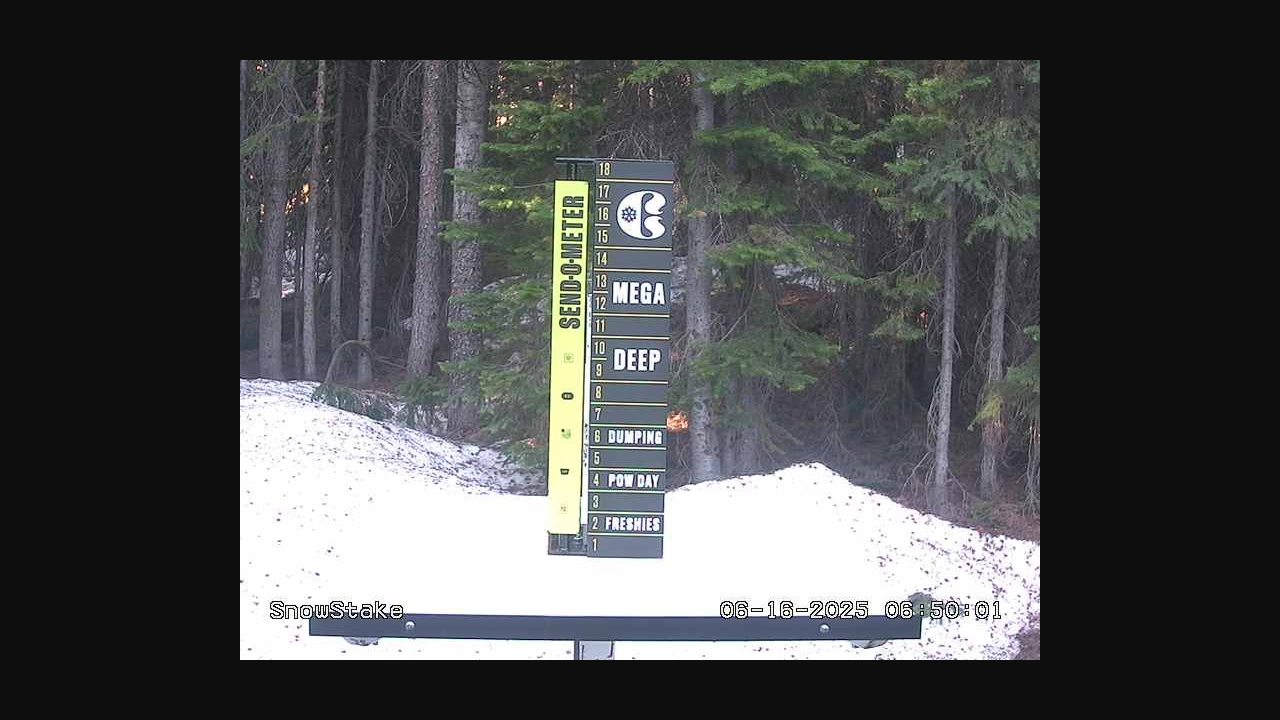 SEND-O-METER
18
17
16
15
14
13
12
MEGA
11
10
9
DEEP
8
7
6 DUMPING
5
4 POW DAY
3
2 FRESHIES
1
SnowStake
06-16-2025 06:50:01